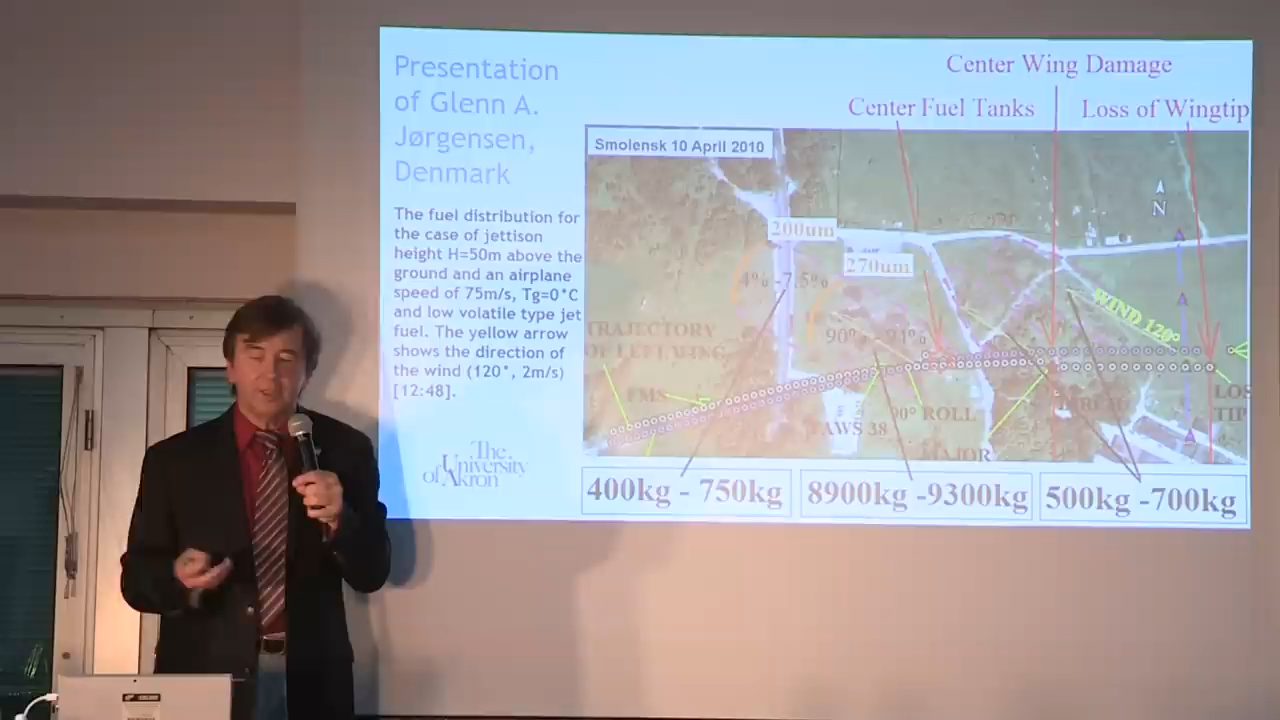 Presentation
of Glenn A.
Jørgensen,
Denmark
The fuel distribution for
the case of jettison
height H=50m above the
ground and an airplane
speed of 75m/s, Tg=0°C
and low volatile type jet
fuel. The yellow arrow
shows the direction of
the wind (120°, 2m/s)
[12:48].
The
University
of Akron
Center Wing Damage
Center Fuel Tanks
Loss of Wingtip
Smolensk 10 April 2010
N
200um
270um
4% -7.5%
90% - 94%
WIND 120°
TRAJECTORY
OF LEFT WING
FMS
TAWS 38
90° ROLL
MAJOR
LOS
TIP
400kg - 750kg
8900kg -9300kg
500kg -700kg